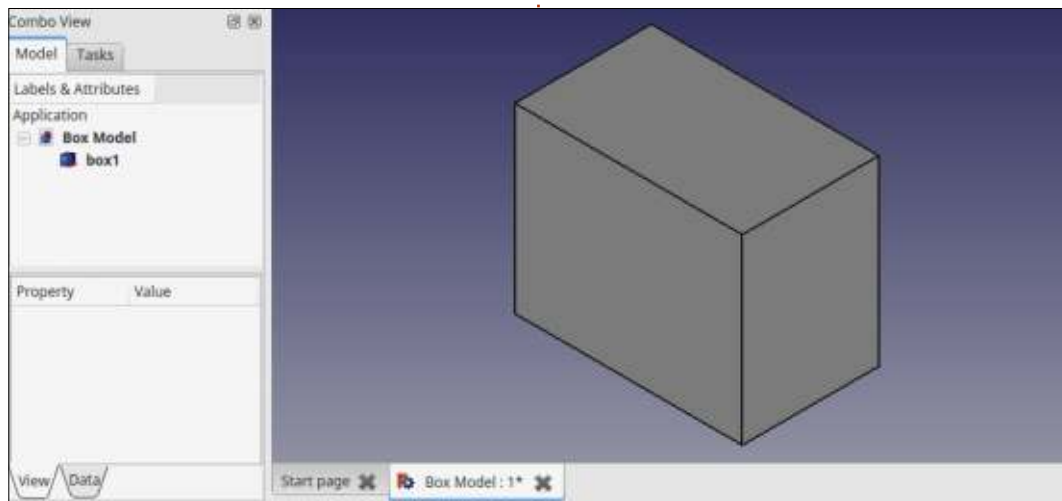 Combo View
Model Tasks
Labels & Attributes
Application
Box Model
box1
Property Value
View Data
Start page Box Model : 1*